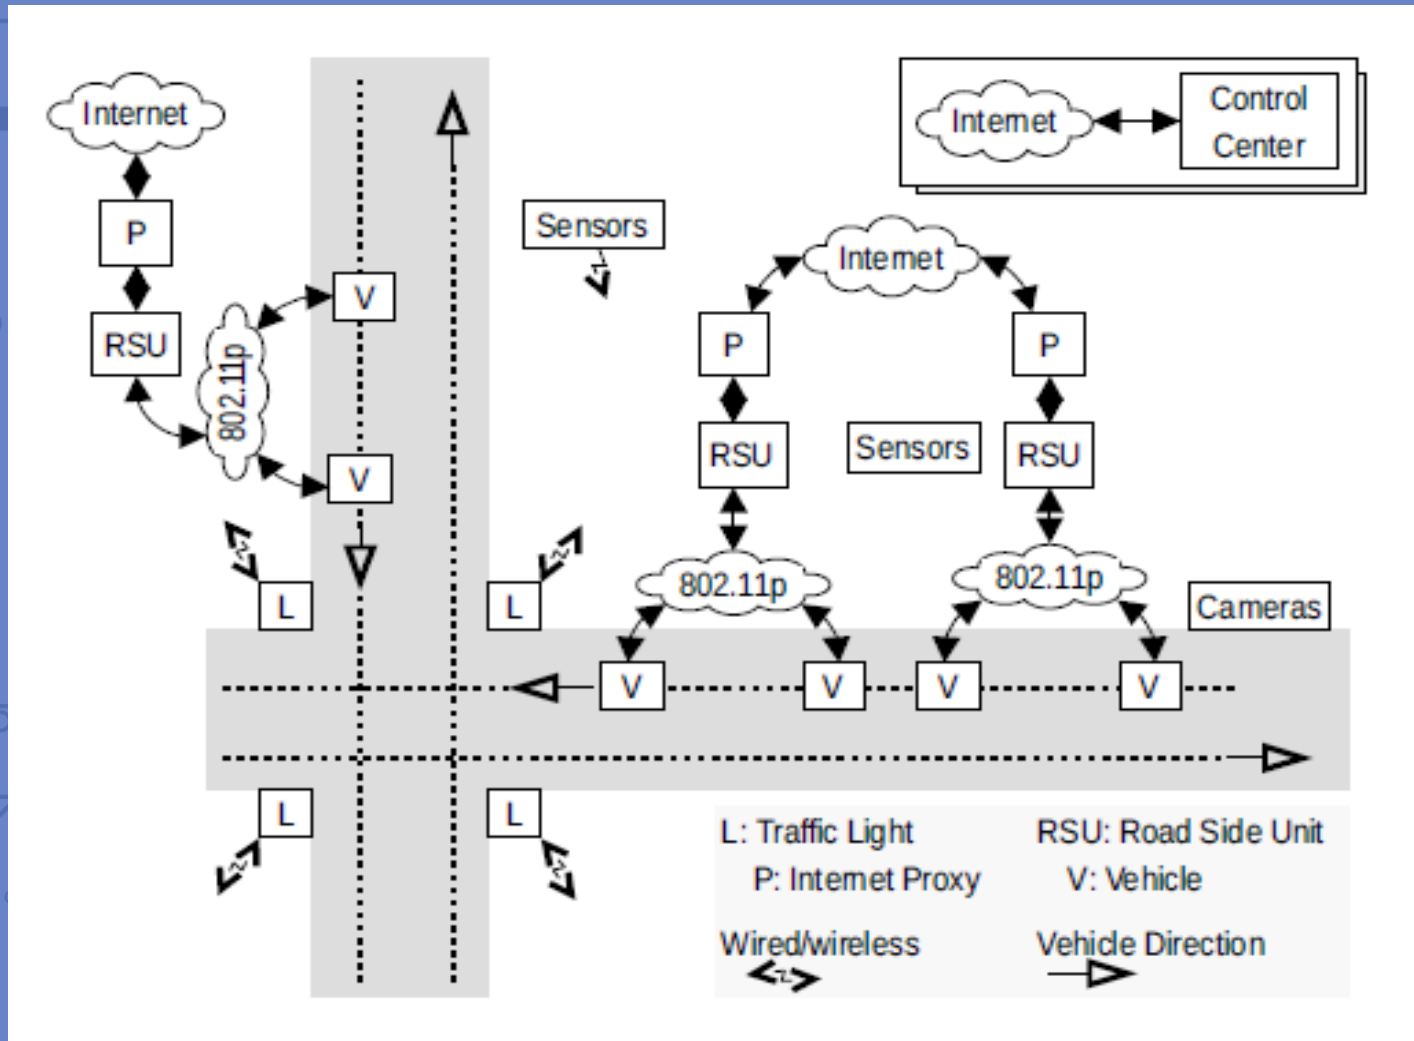 Internet
Control
Center
Internet
P
Sensors
Internet
V
RSU
802.11p
P
P
V
RSU
Sensors
RSU
L
L
802.11p
802.11p
Cameras
V
V
V
V
L
L
L: Traffic Light
RSU: Road Side Unit
P: Internet Proxy
V: Vehicle
Wired/wireless
Vehicle Direction